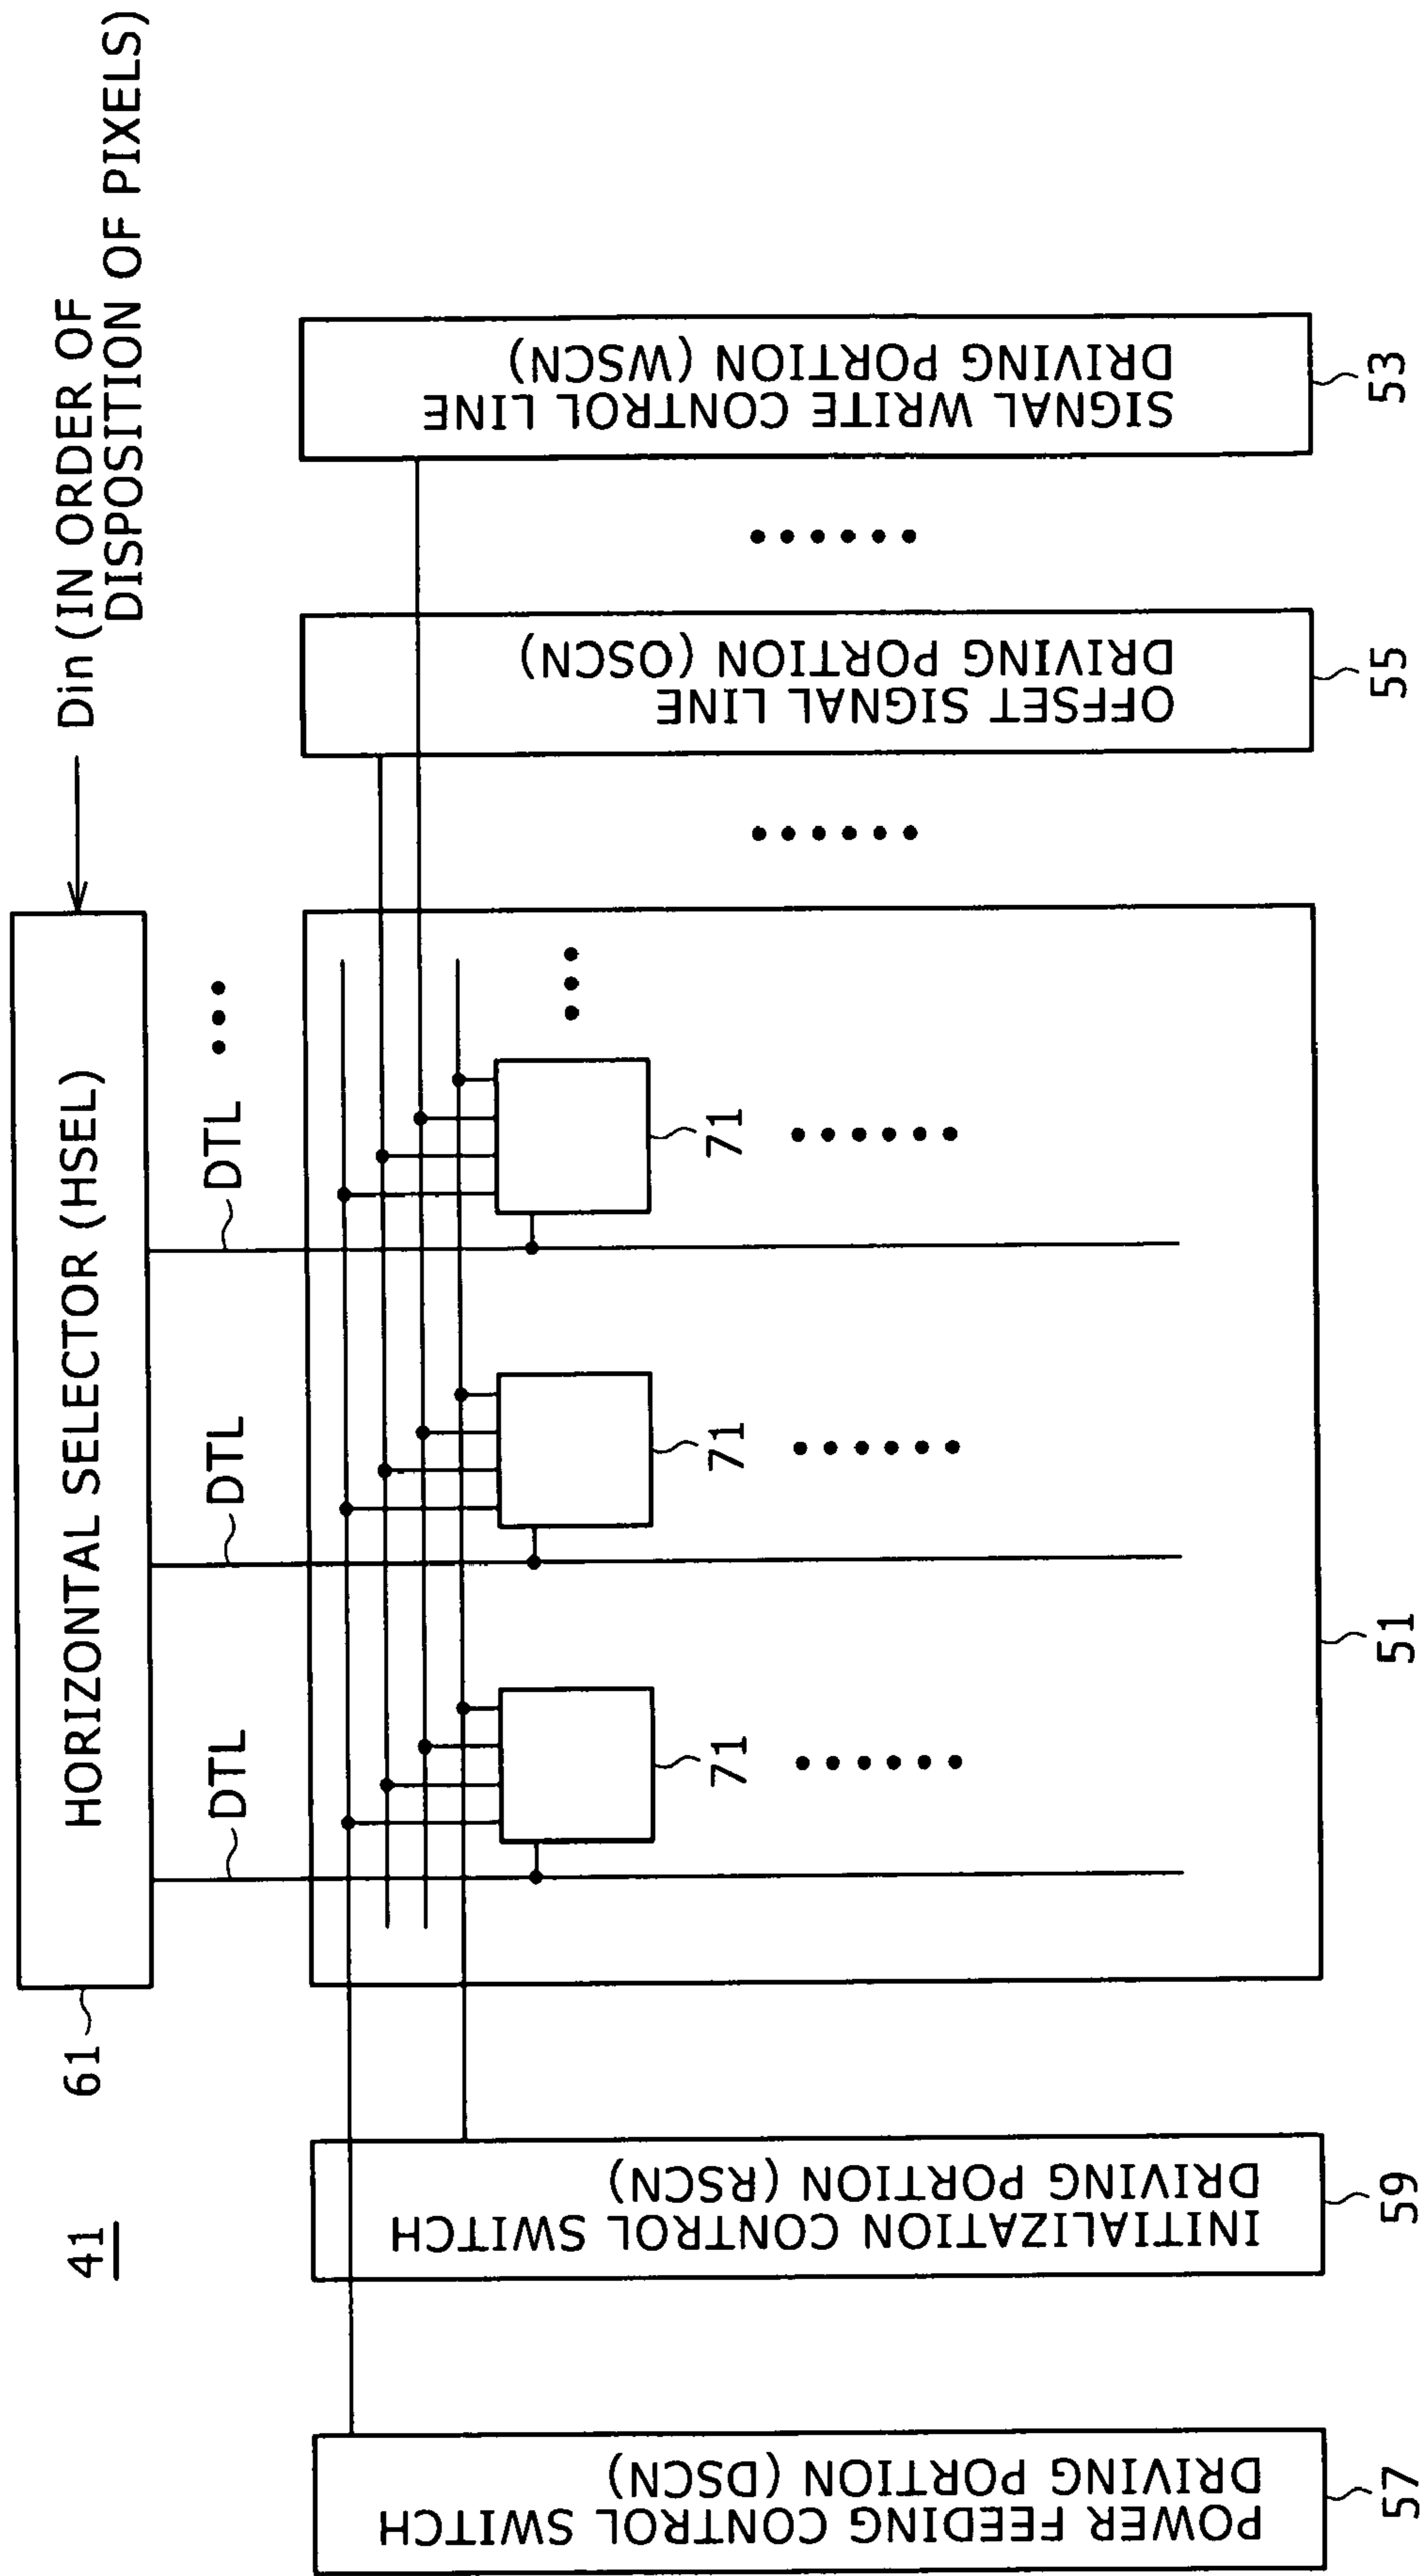 41
61
HORIZONTAL SELECTOR (HSEL)
Din (IN ORDER OF
DISPOSITION OF PIXELS)
DTL
DTL
DTL
POWER FEEDING CONTROL SWITCH
DRIVING PORTION (DSCN)
57
INITIALIZATION CONTROL SWITCH
DRIVING PORTION (RSCN)
59
71
71
71
51
OFFSET SIGNAL LINE
DRIVING PORTION (OSCN)
55
SIGNAL WRITE CONTROL LINE
DRIVING PORTION (WSCN)
53